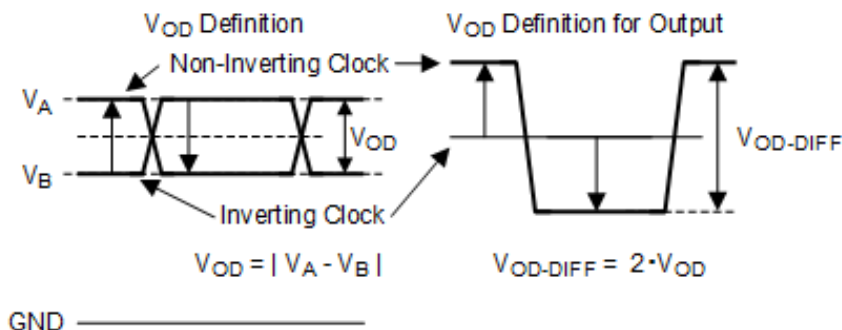 VOD Definition
VOD Definition for Output
Non-Inverting Clock
VA
VOD
VOD-DIFF
VB
Inverting Clock
VOD = | VA - VB |
VOD-DIFF = 2·VOD
GND